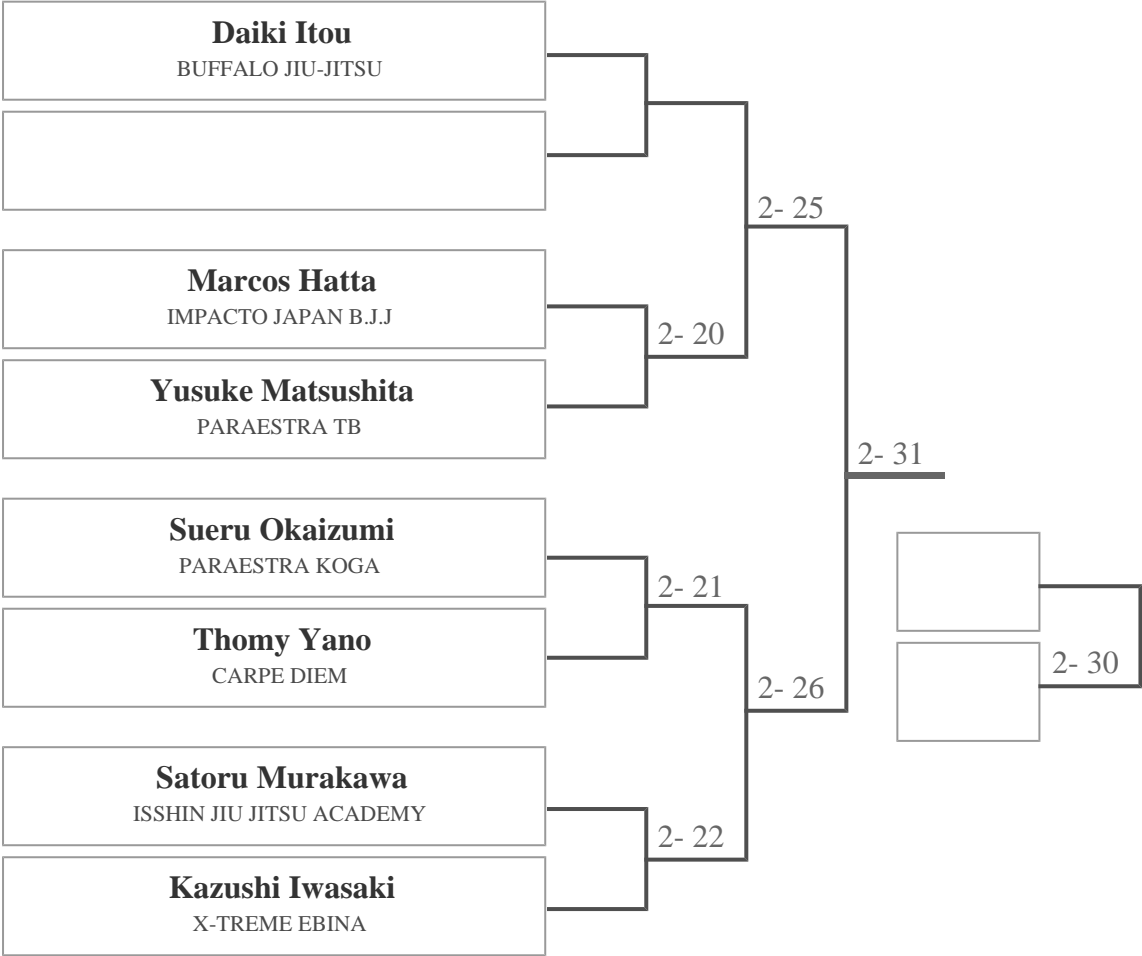 Daiki Itou
BUFFALO JIU-JITSU
2- 25
Marcos Hatta
IMPACTO JAPAN B.J.J
2- 20
Yusuke Matsushita
PARAESTRA TB
2- 31
Sueru Okaizumi
PARAESTRA KOGA
2- 21
Thomy Yano
CARPE DIEM
2- 30
2- 26
Satoru Murakawa
ISSHIN JIU JITSU ACADEMY
2- 22
Kazushi Iwasaki
X-TREME EBINA